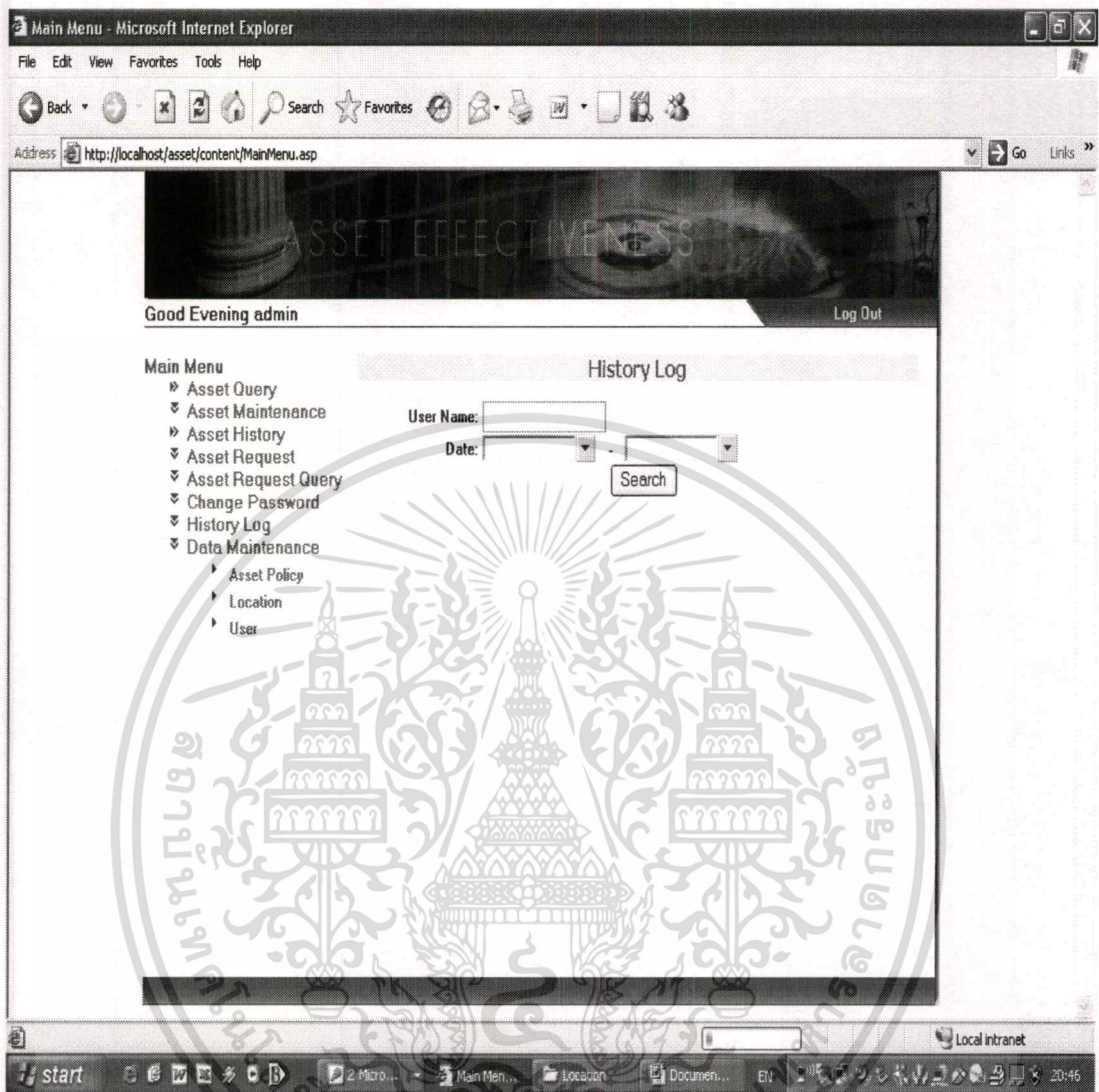 Main Menu - Microsoft Internet Explorer
File Edit View Favorites Tools Help
Back Search Favorites
Address http://localhost/asset/content/MainMenu.asp Go Links »
ASSET EFFECTIVENESS
Good Evening admin Log Out
Main Menu
Asset Query
Asset Maintenance
Asset History
Asset Request
Asset Request Query
Change Password
History Log
Data Maintenance
Asset Policy
Location
User
History Log
User Name:
Date: -
Search
Local intranet
start 2 Micro... Main Men... Location Documen... EN 20:46